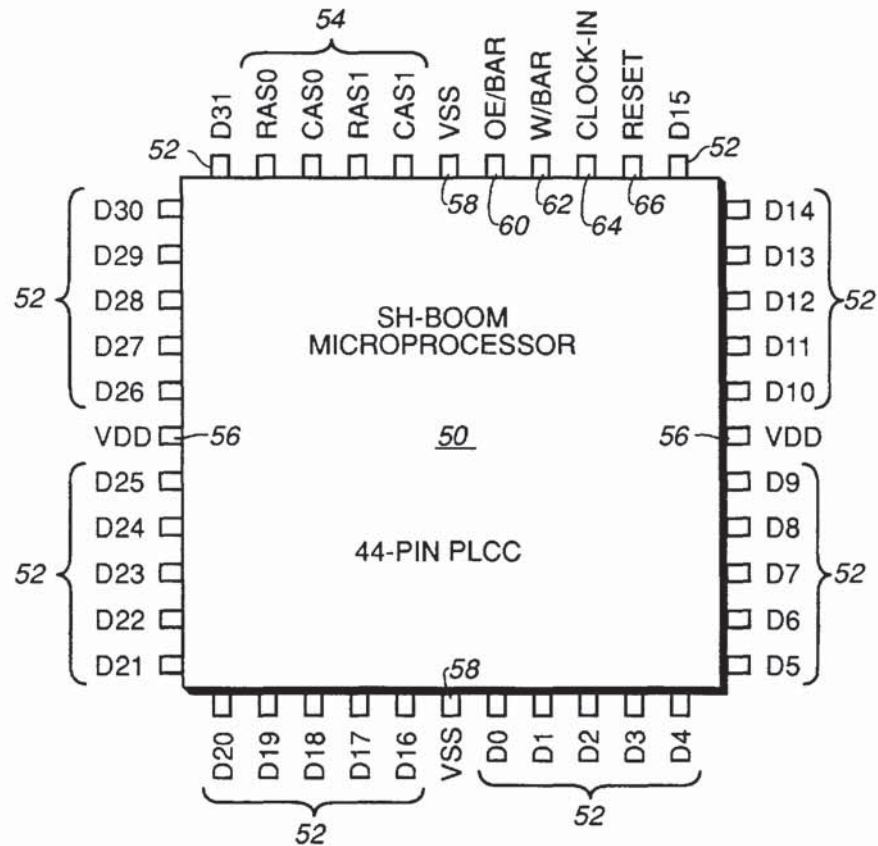 54
D31 RAS0 CAS0 RAS1 CAS1 VSS OE/BAR W/BAR CLOCK-IN RESET D15
52 52
58 60 62 64 66
D30 D14
D29 D13
52 D28 D12 52
D27 D11
D26 D10
SH-BOOM
MICROPROCESSOR
VDD 56 50 56 VDD
D25 D9
D24 D8
44-PIN PLCC
52 D23 D7 52
D22 D6
D21 D5
58
D20 D19 D18 D17 D16 VSS D0 D1 D2 D3 D4
52 52